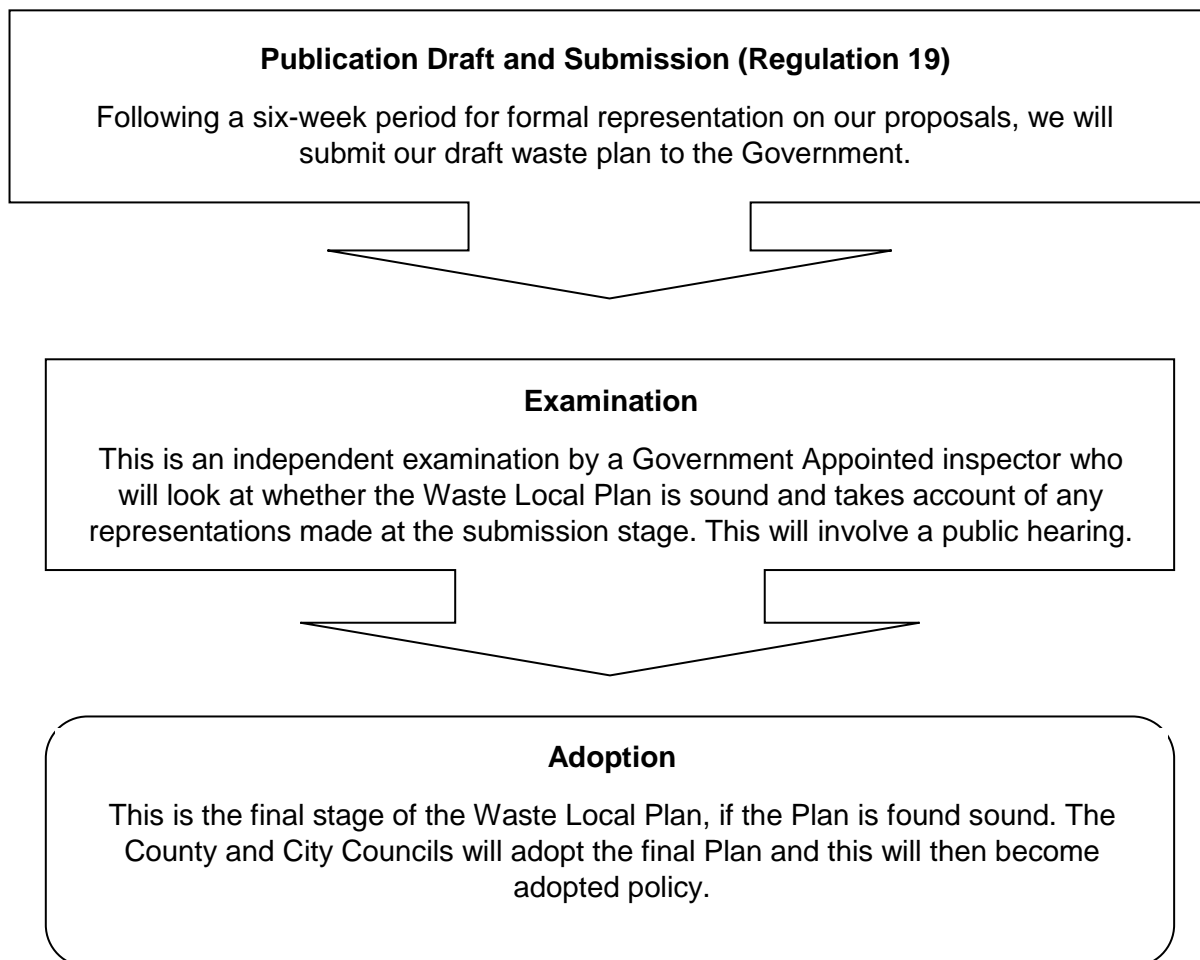 Publication Draft and Submission (Regulation 19)
Following a six-week period for formal representation on our proposals, we will
submit our draft waste plan to the Government.
Examination
This is an independent examination by a Government Appointed inspector who
will look at whether the Waste Local Plan is sound and takes account of any
representations made at the submission stage. This will involve a public hearing.
Adoption
This is the final stage of the Waste Local Plan, if the Plan is found sound. The
County and City Councils will adopt the final Plan and this will then become
adopted policy.